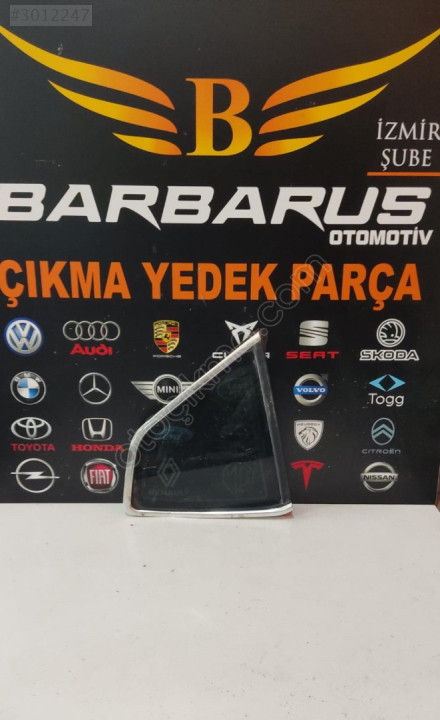 #3012247
B
İZMİR
ŞUBE
BARBARUS
OTOMOTİV
ÇIKMA YEDEK PARÇA
Audi
PORSCHE
SEAT
SKODA
MINI
VOLVO
Togg
TOYOTA
HONDA
PEUGEOT
CITROËN
FIAT
NISSAN